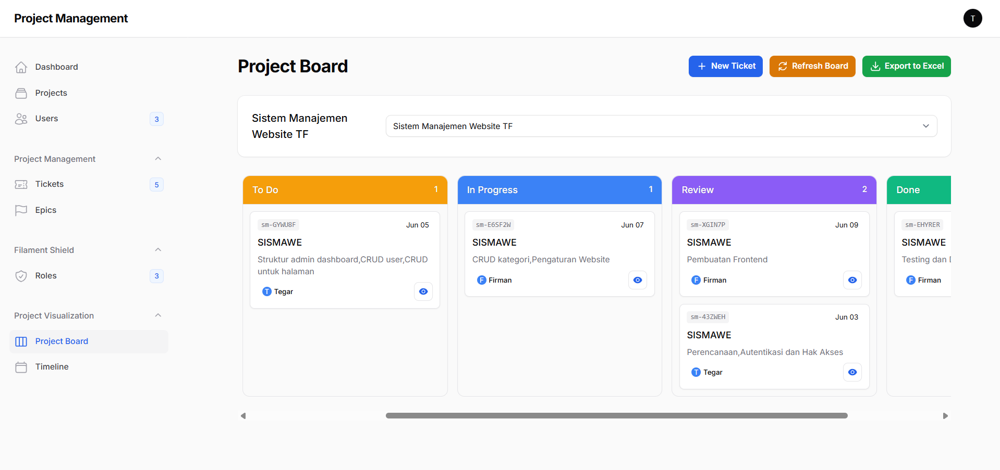 Project Management
T
Dashboard
Projects
Users
3
Project Management
Tickets
5
Epics
Filament Shield
Roles
3
Project Visualization
Project Board
Timeline
Project Board
New Ticket
Refresh Board
Export to Excel
Sistem Manajemen
Website TF
Sistem Manajemen Website TF
To Do
1
sm-GYWU8F
Jun 05
SISMAWE
Struktur admin dashboard,CRUD user,CRUD
untuk halaman
T
Tegar
In Progress
1
sm-E6SF2W
Jun 07
SISMAWE
CRUD kategori,Pengaturan Website
F
Firman
Review
2
sm-XGIN7P
Jun 09
SISMAWE
Pembuatan Frontend
F
Firman
sm-43ZWEH
Jun 03
SISMAWE
Perencanaan,Autentikasi dan Hak Akses
T
Tegar
Done
sm-EHYRER
SISMAWE
Testing dan
F
Firman